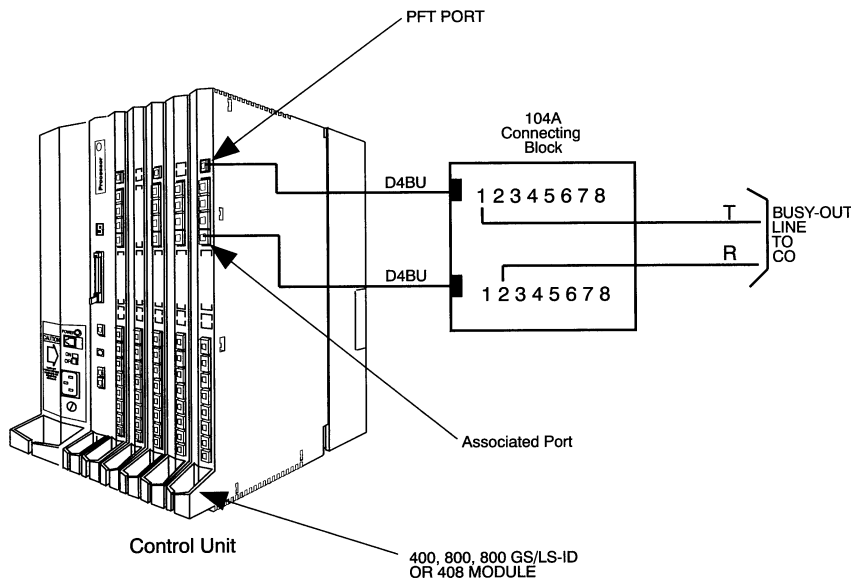 PFT PORT
104A
Connecting
Block
D4BU
1 2 3 4 5 6 7 8
T
BUSY-OUT
LINE
TO
CO
R
D4BU
1 2 3 4 5 6 7 8
Processor
POWER
CAUTION
ON
Associated Port
Control Unit
400, 800, 800 GS/LS-ID
OR 408 MODULE